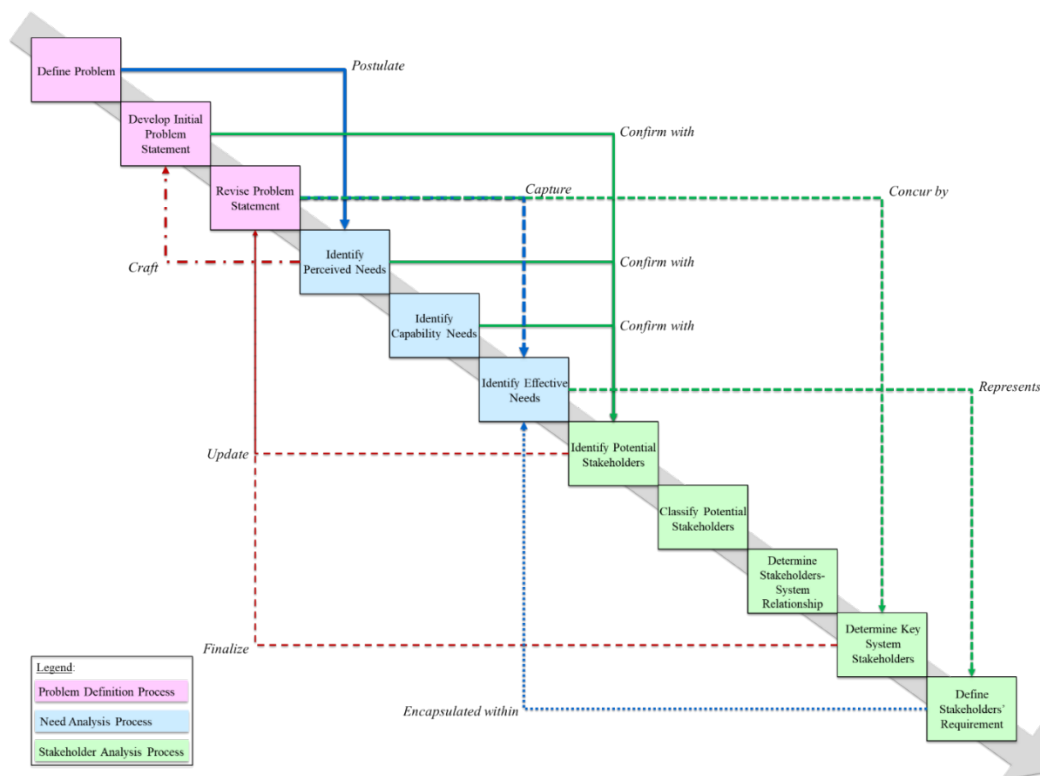 Define Problem
Postulate
Develop Initial
Problem
Statement
Confirm with
Revise Problem
Statement
Capture
Concur by
Identify
Perceived Needs
Craft
Confirm with
Identify
Capability Needs
Confirm with
Identify Effective
Needs
Represents
Identify Potential
Stakeholders
Update
Classify Potential
Stakeholders
Determine
Stakeholders-
System
Relationship
Determine Key
System
Stakeholders
Finalize
Define
Stakeholders'
Requirement
Encapsulated within
Legend:
Problem Definition Process
Need Analysis Process
Stakeholder Analysis Process